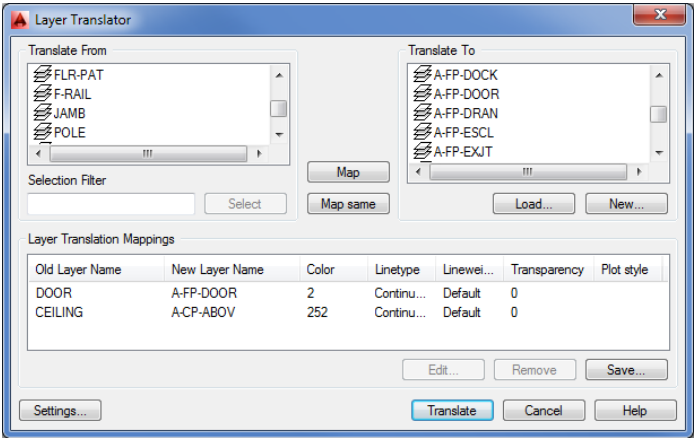 Layer Translator
Translate From
FLR-PAT
F-RAIL
JAMB
POLE
Selection Filter
Select
Map
Map same
Translate To
A-FP-DOCK
A-FP-DOOR
A-FP-DRAN
A-FP-ESCL
A-FP-EXJT
Load...
New...
Layer Translation Mappings
Old Layer Name New Layer Name Color Linetype Linewei... Transparency Plot style
DOOR A-FP-DOOR 2 Continu... Default 0
CEILING A-CP-ABOV 252 Continu... Default 0
Edit... Remove Save...
Settings... Translate Cancel Help